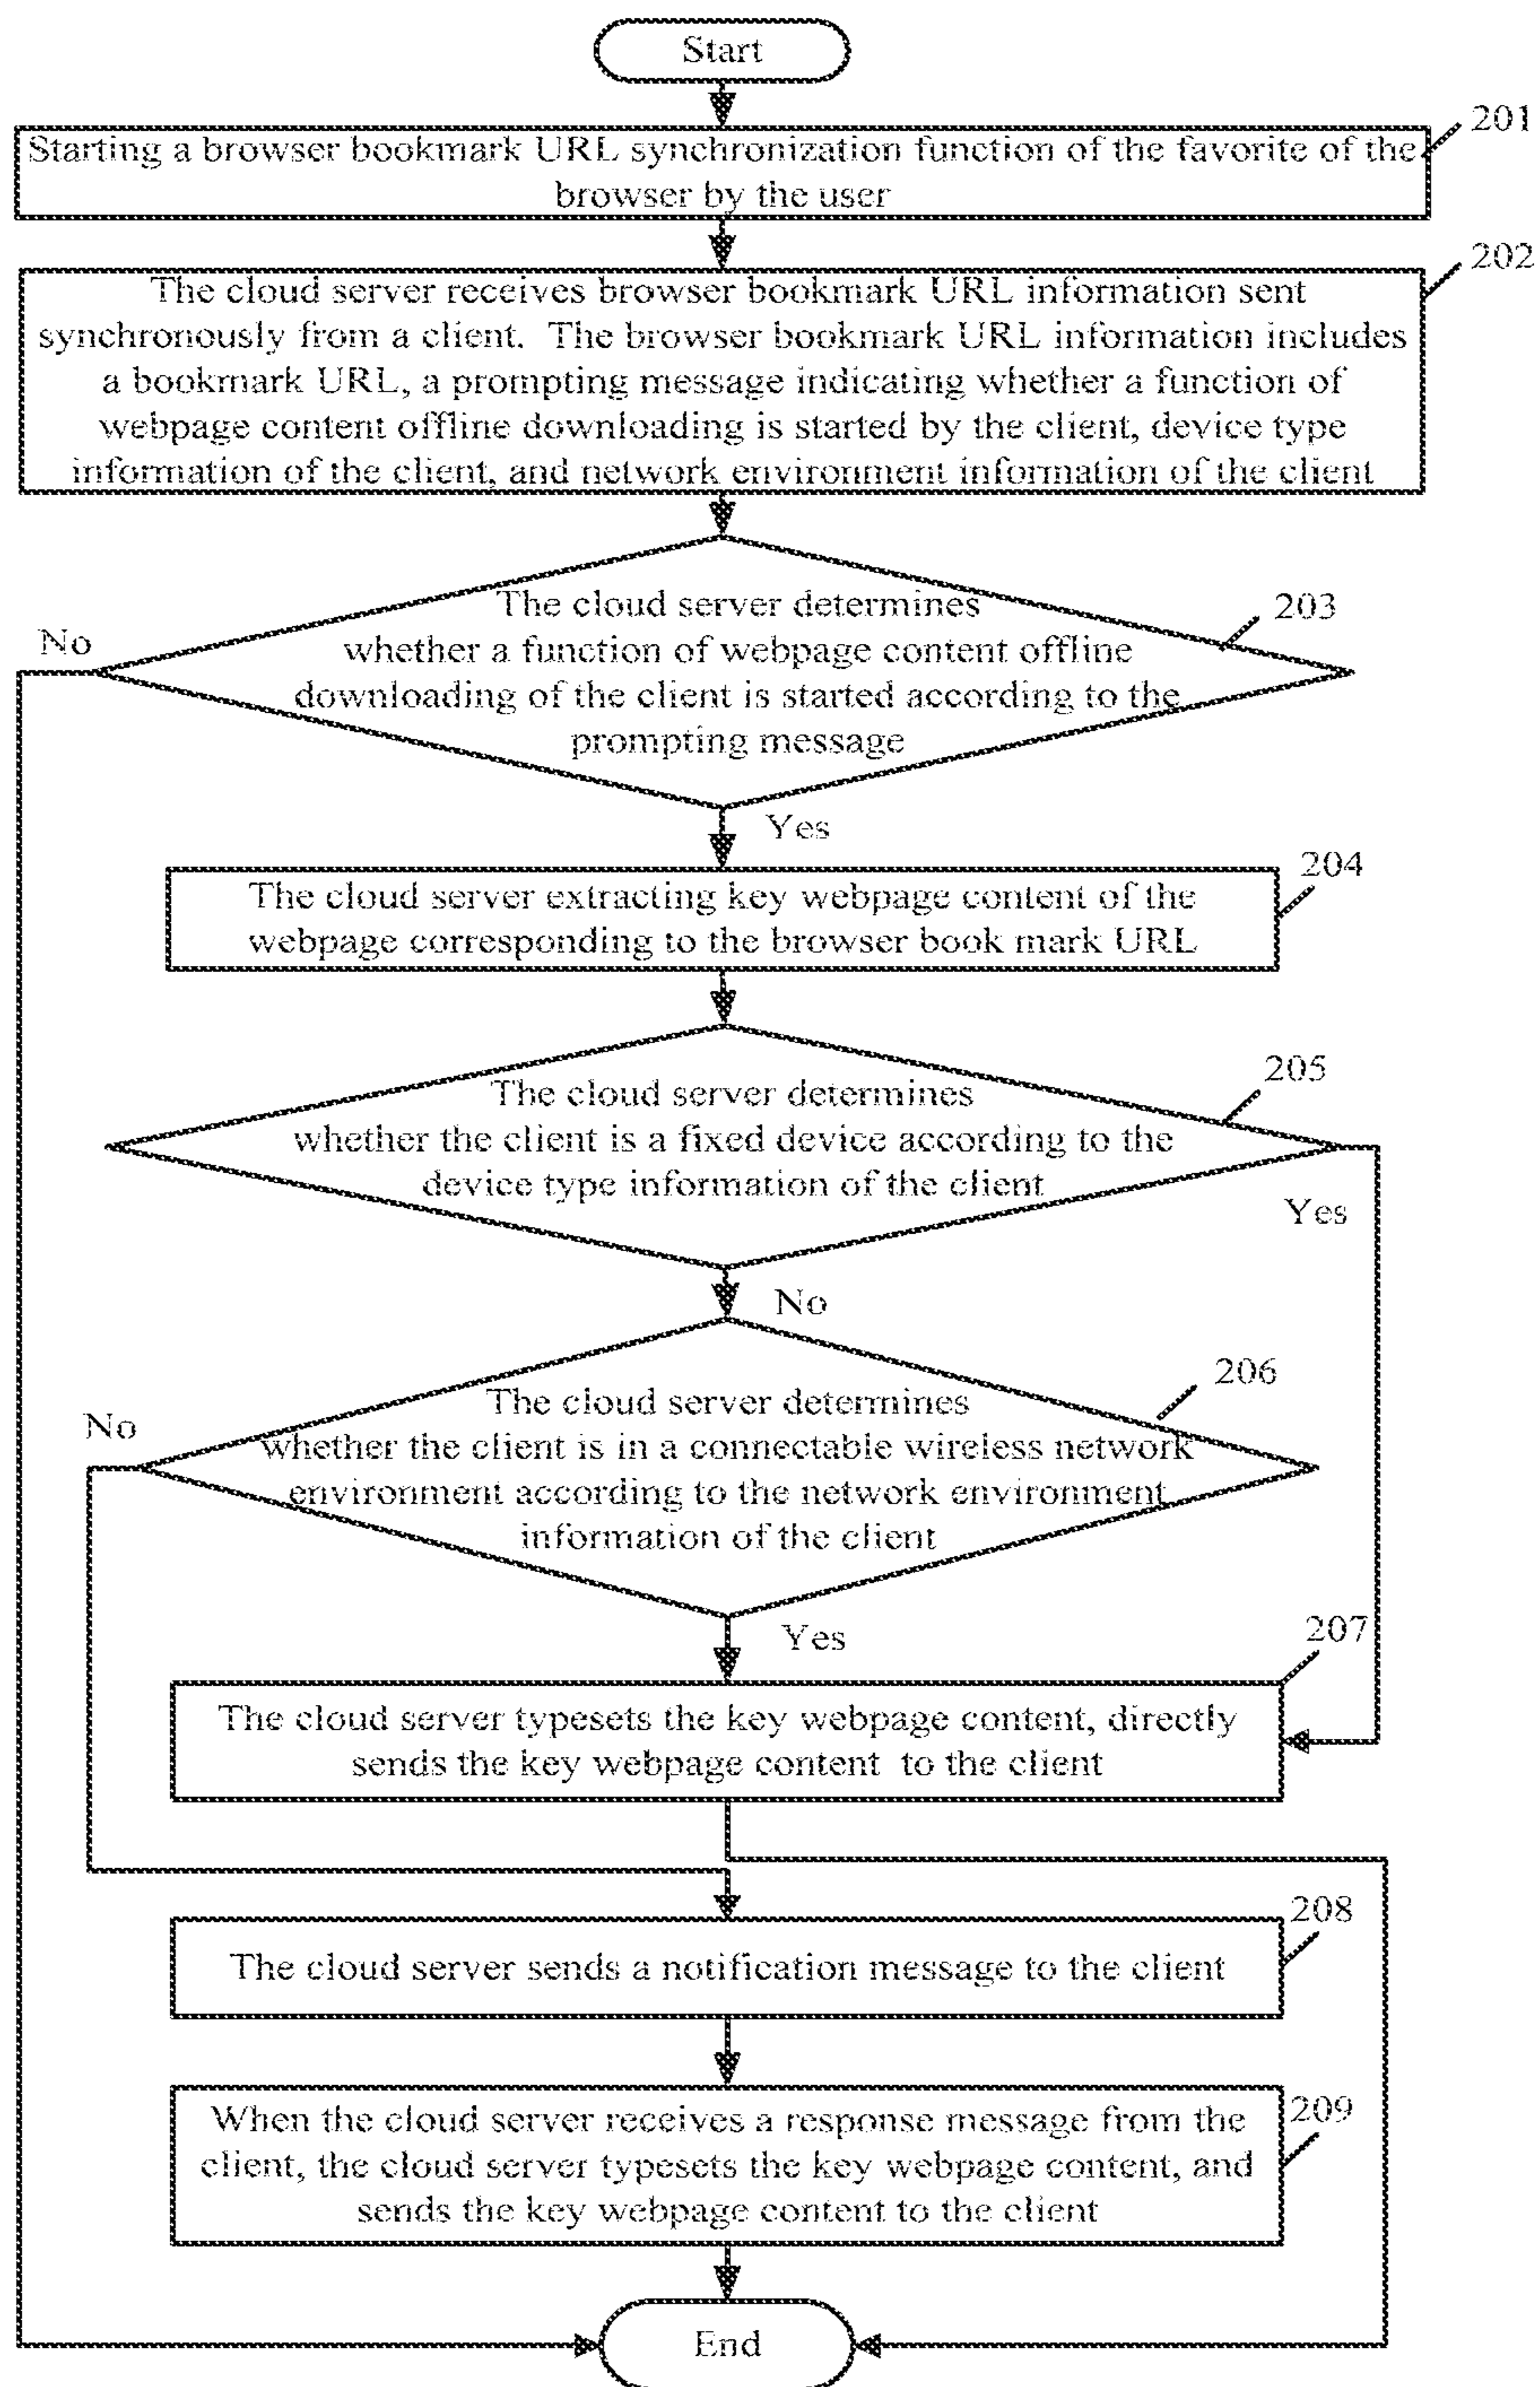 Start
201
Starting a browser bookmark URL synchronization function of the favorite of the
browser by the user
202
The cloud server receives browser bookmark URL information sent
synchronously from a client. The browser bookmark URL information includes
a bookmark URL, a prompting message indicating whether a function of
webpage content offline downloading is started by the client, device type
information of the client, and network environment information of the client
203
The cloud server determines
whether a function of webpage content offline
downloading of the client is started according to the
prompting message
No
Yes
204
The cloud server extracting key webpage content of the
webpage corresponding to the browser book mark URL
205
The cloud server determines
whether the client is a fixed device according to the
device type information of the client
Yes
No
206
The cloud server determines
whether the client is in a connectable wireless network
environment according to the network environment
information of the client
No
Yes
207
The cloud server typesets the key webpage content, directly
sends the key webpage content to the client
208
The cloud server sends a notification message to the client
209
When the cloud server receives a response message from the
client, the cloud server typesets the key webpage content, and
sends the key webpage content to the client
End